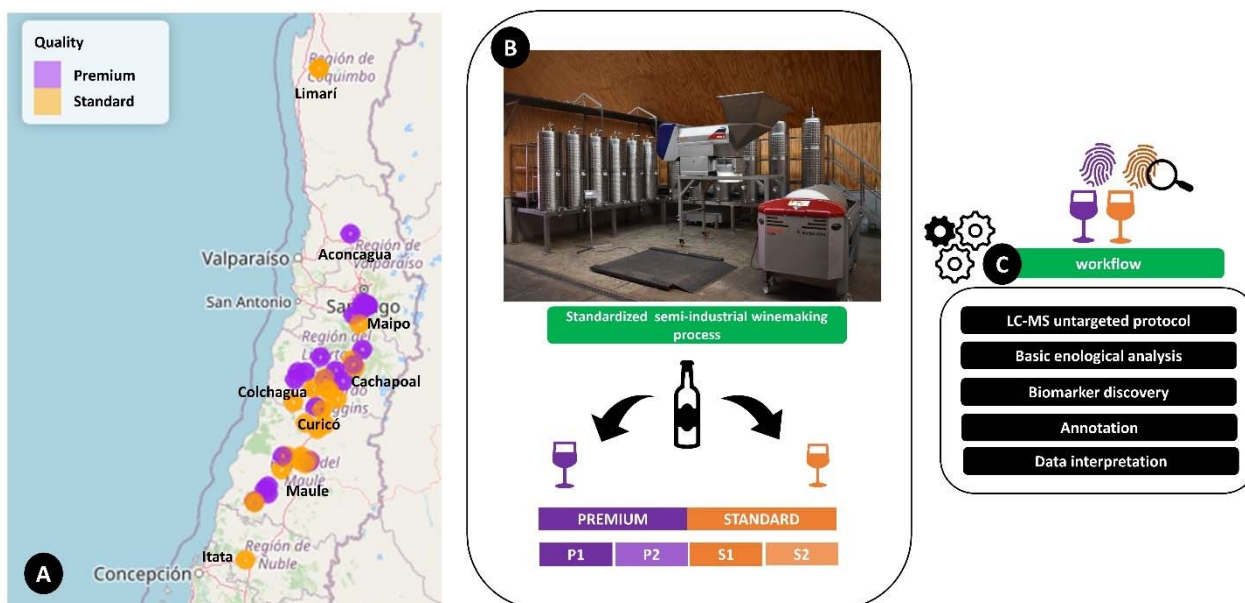 Quality
Premium
Standard
Región de
Coquimbo
Limarí
Aconcagua
Región de
Valparaíso
Valparaíso
San Antonio
Maipo
Región del
Cachapoal
Colchagua
Curicó
Maule
Itata
Región de
Ñuble
Concepción
A
B
Standardized semi-industrial winemaking
process
PREMIUM STANDARD
P1 P2 S1 S2
C
workflow
LC-MS untargeted protocol
Basic enological analysis
Biomarker discovery
Annotation
Data interpretation